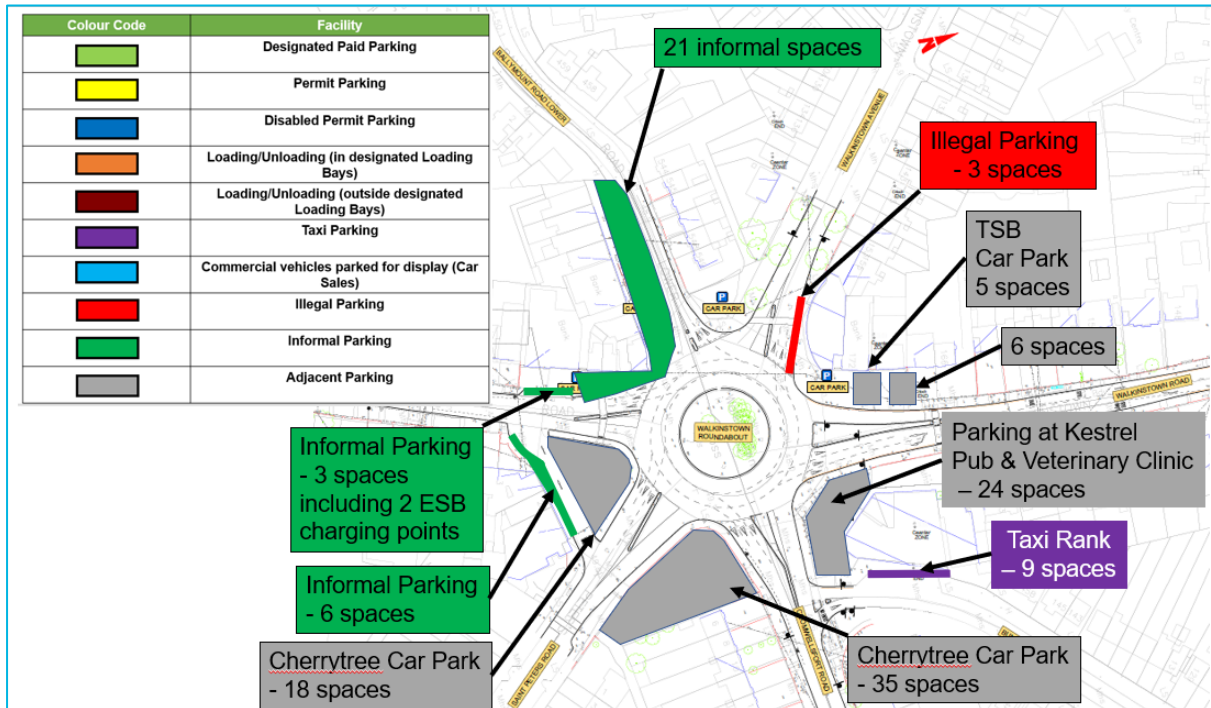 Colour Code Facility
Designated Paid Parking
Permit Parking
Disabled Permit Parking
Loading/Unloading (in designated Loading
Bays)
Loading/Unloading (outside designated
Loading Bays)
Taxi Parking
Commercial vehicles parked for display (Car
Sales)
Illegal Parking
Informal Parking
Adjacent Parking
21 informal spaces
N
BALLYMOUNT ROAD LOWER
WALKINSTOWN AVENUE
Illegal Parking
- 3 spaces
TSB
Car Park
5 spaces
6 spaces
P
CAR PARK
P
CAR PARK
WALKINSTOWN ROAD
WALKINSTOWN
ROUNDABOUT
Informal Parking
- 3 spaces
including 2 ESB
charging points
Parking at Kestrel
Pub & Veterinary Clinic
– 24 spaces
Taxi Rank
– 9 spaces
Informal Parking
- 6 spaces
Cherrytree Car Park
- 18 spaces
SAINT PETERS ROAD
Cherrytree Car Park
- 35 spaces